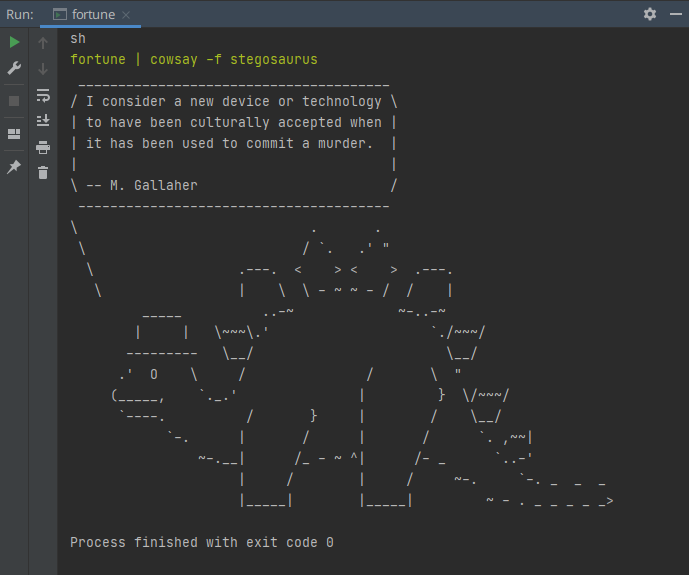 Run: fortune
sh
fortune | cowsay -f stegosaurus
 _______________________________________
/ I consider a new device or technology \
| to have been culturally accepted when |
| it has been used to commit a murder.  |
|                                       |
\ -- M. Gallaher                        /
 ---------------------------------------
\                             .       .
 \                           / `.   .' "
  \                  .---.  <    > <    >  .---.
   \                 |    \  \ - ~ ~ - /  /    |
         _____          ..-~             ~-..-~
        |     |   \~~~\.'                    `./~~~/
       ---------   \__/                        \__/
      .'  O    \     /               /       \  "
     (_____,    `._.'               |         }  \/~~~/
      `----.          /       }     |        /    \__/
            `-.      |       /      |       /      `. ,~~|
                ~-.__|      /_ - ~ ^|      /- _      `..-'
                     |     /        |     /     ~-.     `-. _  _  _
                     |_____|        |_____|         ~ - . _ _ _ _ _>
Process finished with exit code 0